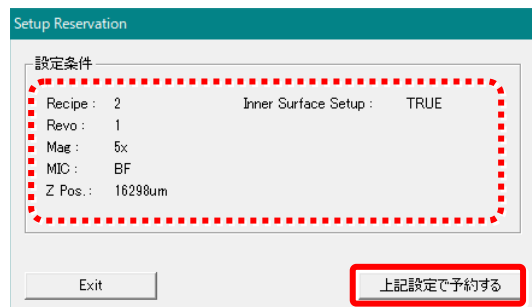 Setup Reservation
設定条件
Recipe : 2 Inner Surface Setup : TRUE
Revo : 1
Mag : 5x
MIC : BF
Z Pos. : 16298um
Exit 上記設定で予約する